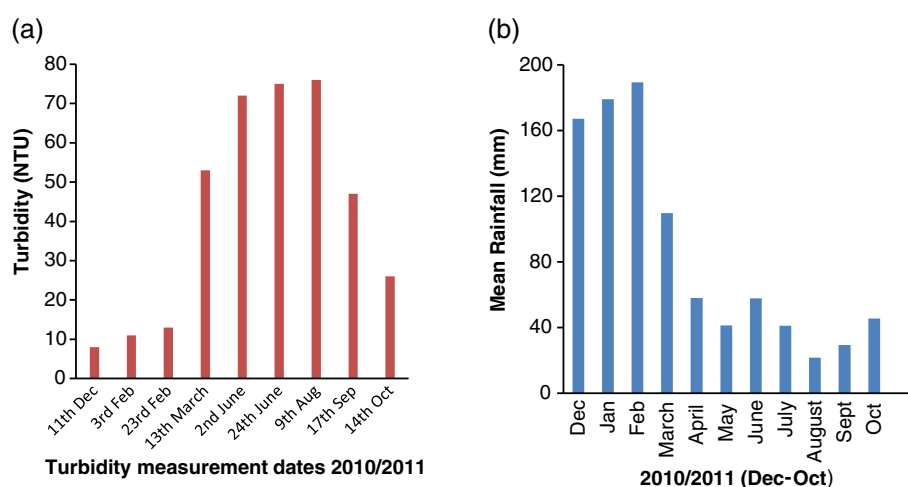 (a)
Turbidity (NTU)
80
70
60
50
40
30
20
10
0
11th Dec
3rd Feb
23rd Feb
13th March
2nd June
24th June
9th Aug
17th Sep
14th Oct
Turbidity measurement dates 2010/2011
(b)
Mean Rainfall (mm)
200
160
120
80
40
0
Dec
Jan
Feb
March
April
May
June
July
August
Sept
Oct
2010/2011 (Dec-Oct)